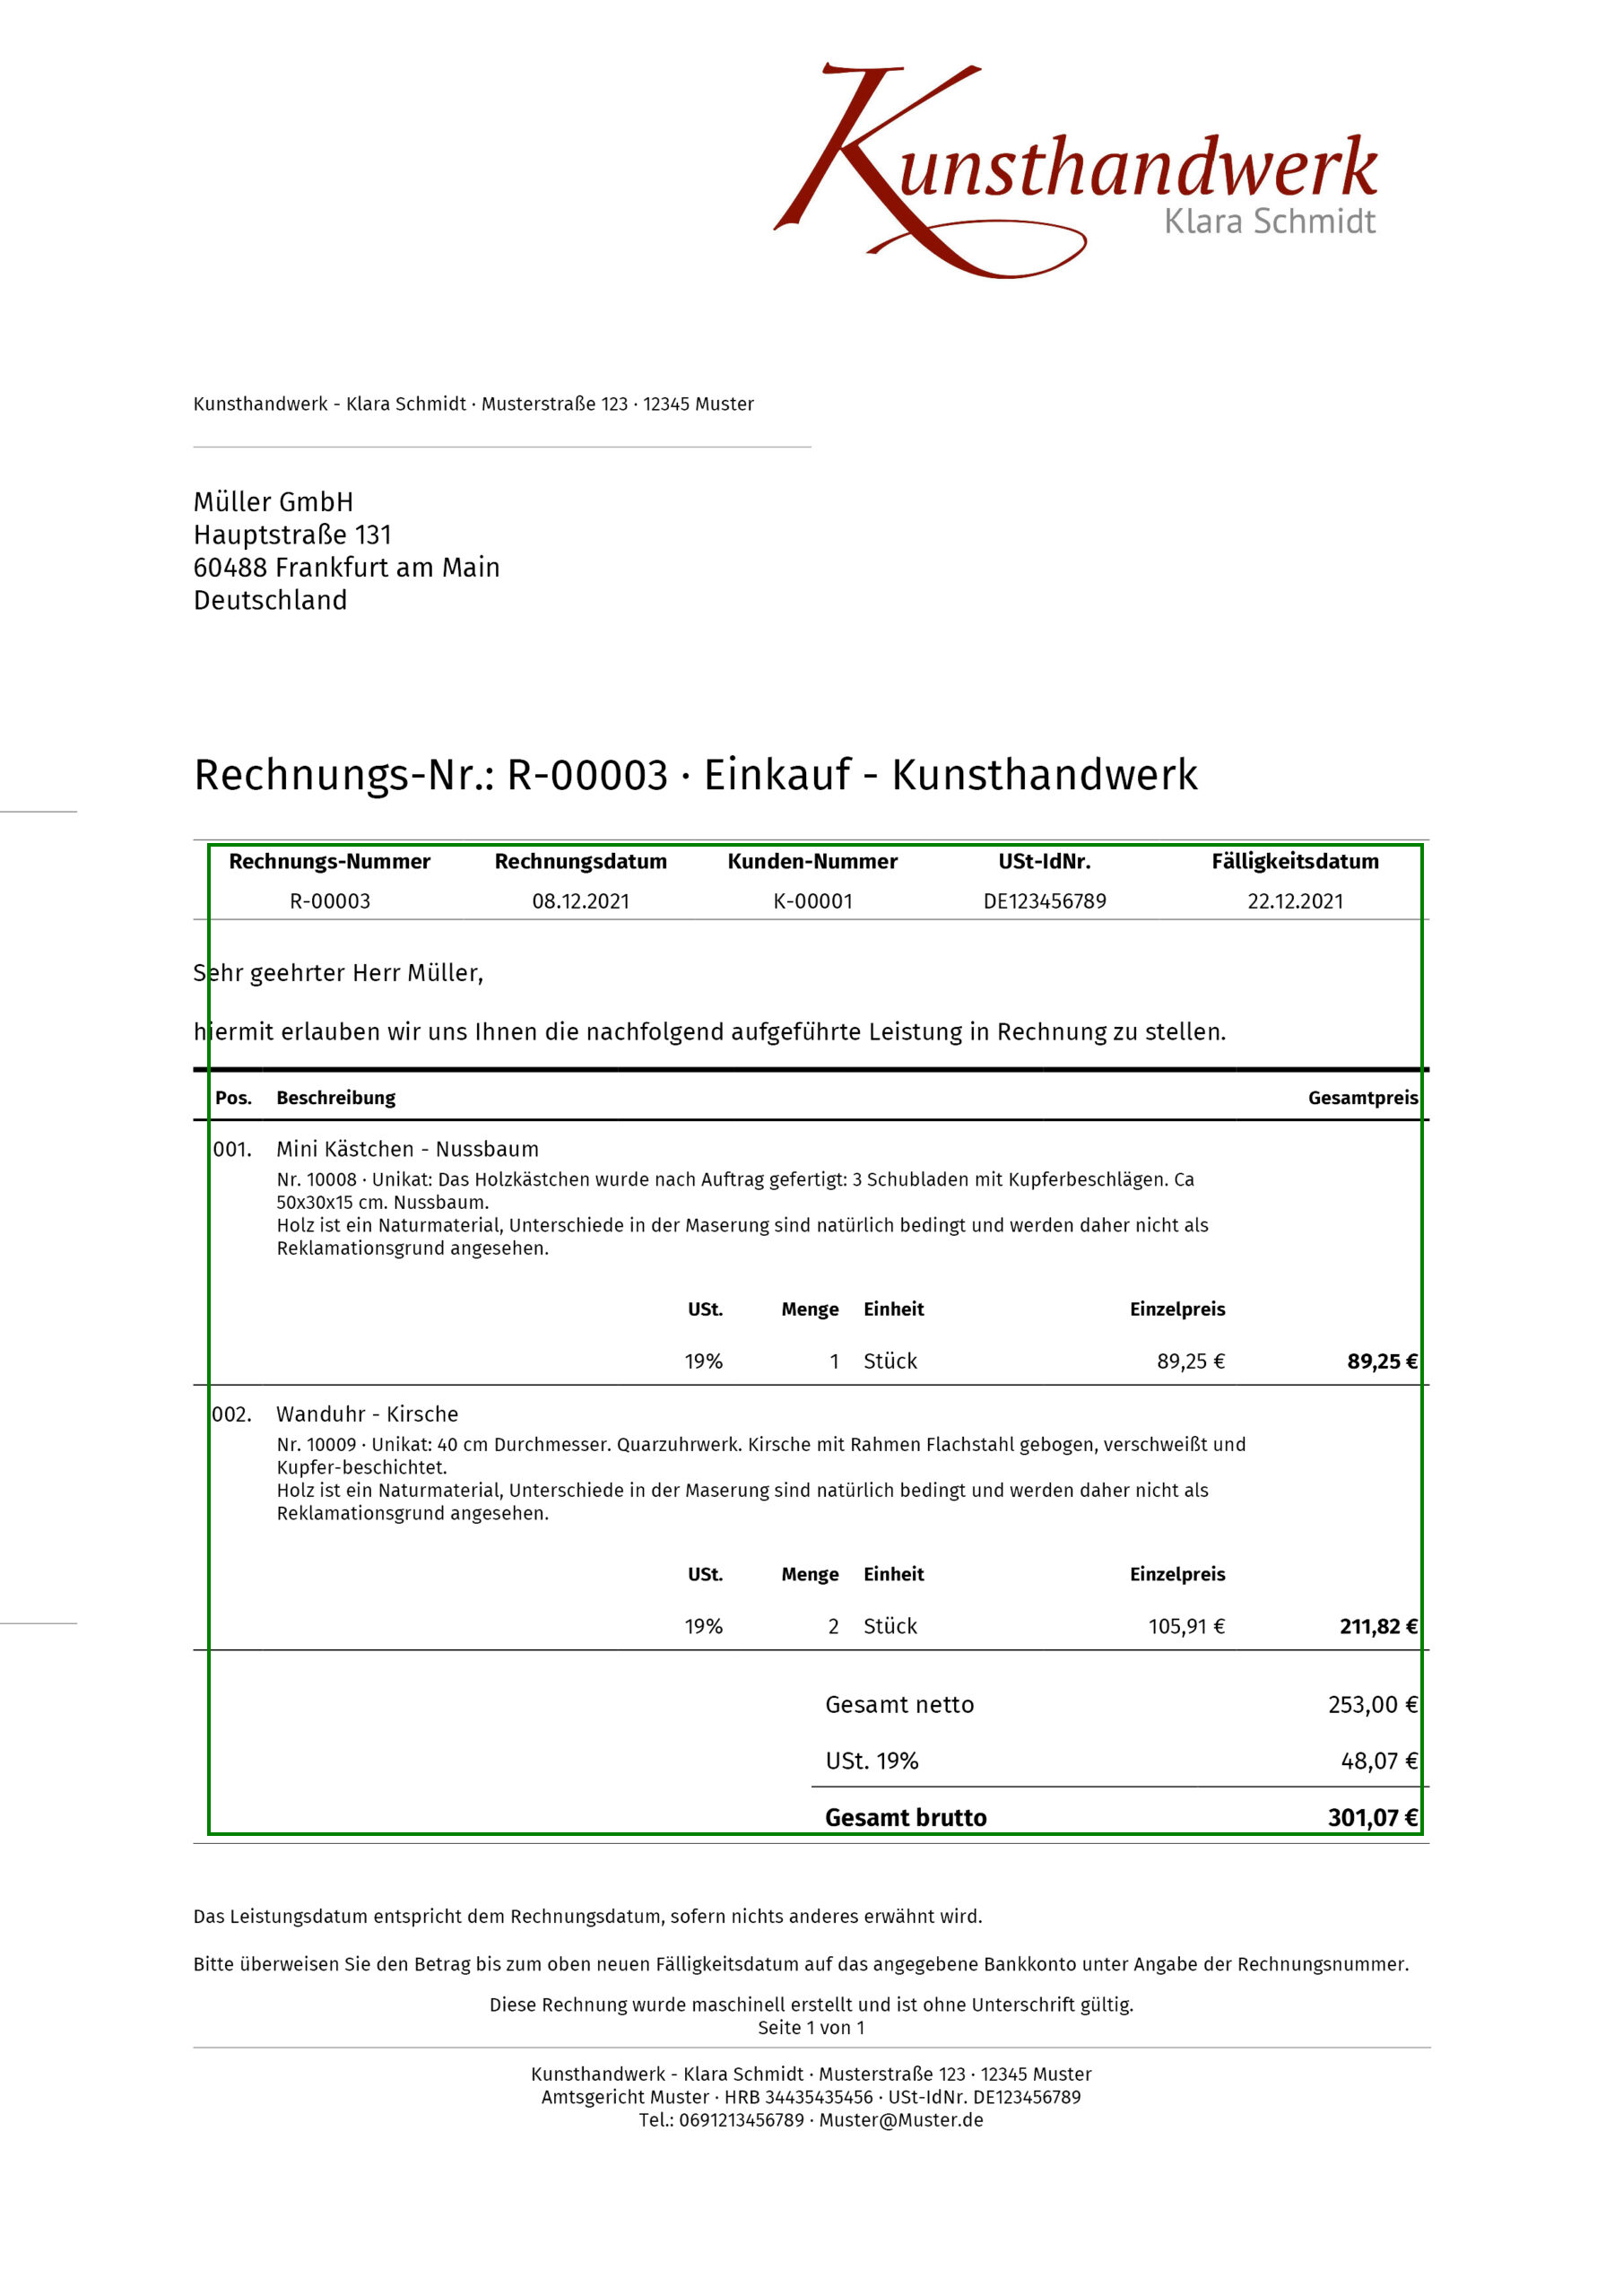 Kunsthandwerk
Klara Schmidt
Kunsthandwerk - Klara Schmidt · Musterstraße 123 · 12345 Muster
Müller GmbH
Hauptstraße 131
60488 Frankfurt am Main
Deutschland
Rechnungs-Nr.: R-00003 · Einkauf - Kunsthandwerk
Rechnungs-Nummer Rechnungsdatum Kunden-Nummer USt-IdNr. Fälligkeitsdatum
R-00003 08.12.2021 K-00001 DE123456789 22.12.2021
Sehr geehrter Herr Müller,
hiermit erlauben wir uns Ihnen die nachfolgend aufgeführte Leistung in Rechnung zu stellen.
Pos. Beschreibung Gesamtpreis
001. Mini Kästchen - Nussbaum
Nr. 10008 · Unikat: Das Holzkästchen wurde nach Auftrag gefertigt: 3 Schubladen mit Kupferbeschlägen. Ca
50x30x15 cm. Nussbaum.
Holz ist ein Naturmaterial, Unterschiede in der Maserung sind natürlich bedingt und werden daher nicht als
Reklamationsgrund angesehen.
USt. Menge Einheit Einzelpreis
19% 1 Stück 89,25 € 89,25 €
002. Wanduhr - Kirsche
Nr. 10009 · Unikat: 40 cm Durchmesser. Quarzuhrwerk. Kirsche mit Rahmen Flachstahl gebogen, verschweißt und
Kupfer-beschichtet.
Holz ist ein Naturmaterial, Unterschiede in der Maserung sind natürlich bedingt und werden daher nicht als
Reklamationsgrund angesehen.
USt. Menge Einheit Einzelpreis
19% 2 Stück 105,91 € 211,82 €
Gesamt netto 253,00 €
USt. 19% 48,07 €
Gesamt brutto 301,07 €
Das Leistungsdatum entspricht dem Rechnungsdatum, sofern nichts anderes erwähnt wird.
Bitte überweisen Sie den Betrag bis zum oben neuen Fälligkeitsdatum auf das angegebene Bankkonto unter Angabe der Rechnungsnummer.
Diese Rechnung wurde maschinell erstellt und ist ohne Unterschrift gültig.
Seite 1 von 1
Kunsthandwerk - Klara Schmidt · Musterstraße 123 · 12345 Muster
Amtsgericht Muster · HRB 34435435456 · USt-IdNr. DE123456789
Tel.: 0691213456789 · Muster@Muster.de